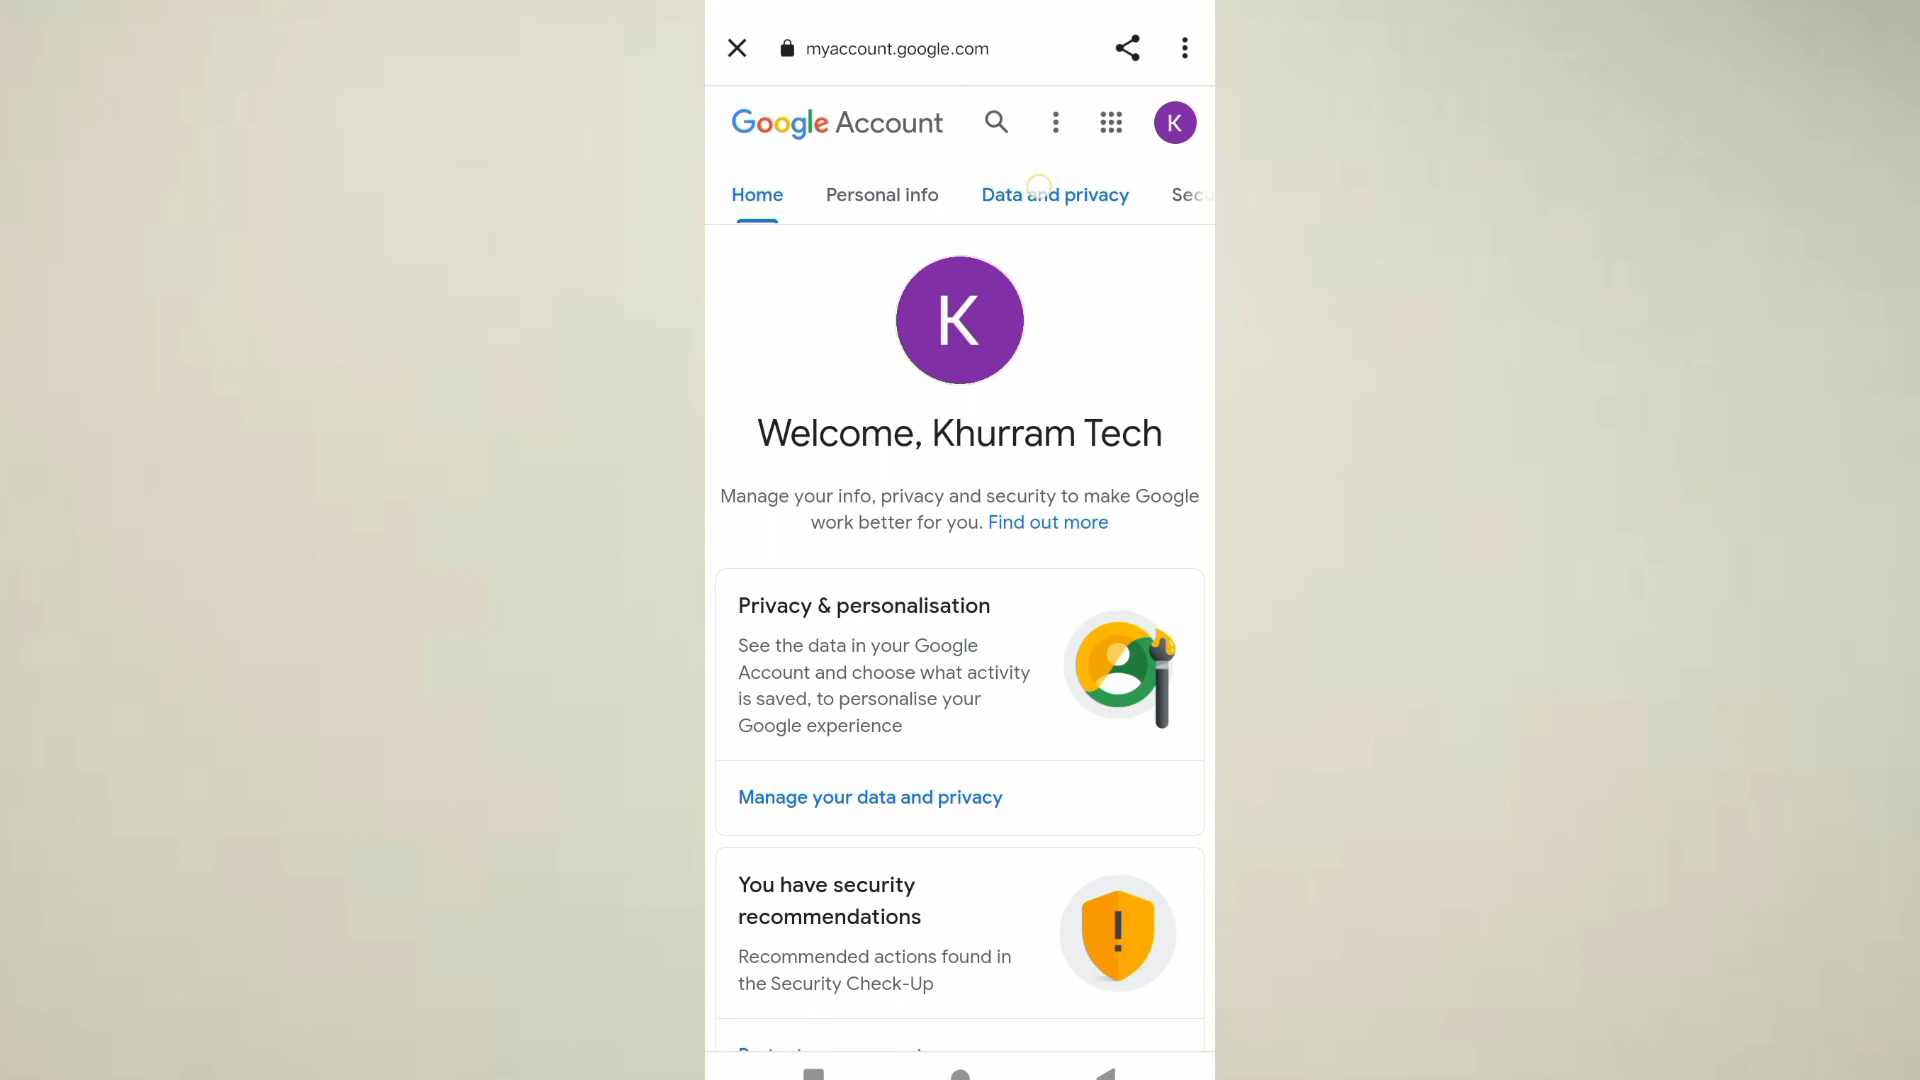 myaccount.google.com
Google Account
K
Home Personal info Data and privacy Secu
K
Welcome, Khurram Tech
Manage your info, privacy and security to make Google
work better for you. Find out more
Privacy & personalisation
See the data in your Google
Account and choose what activity
is saved, to personalise your
Google experience
Manage your data and privacy
You have security
recommendations
Recommended actions found in
the Security Check-Up